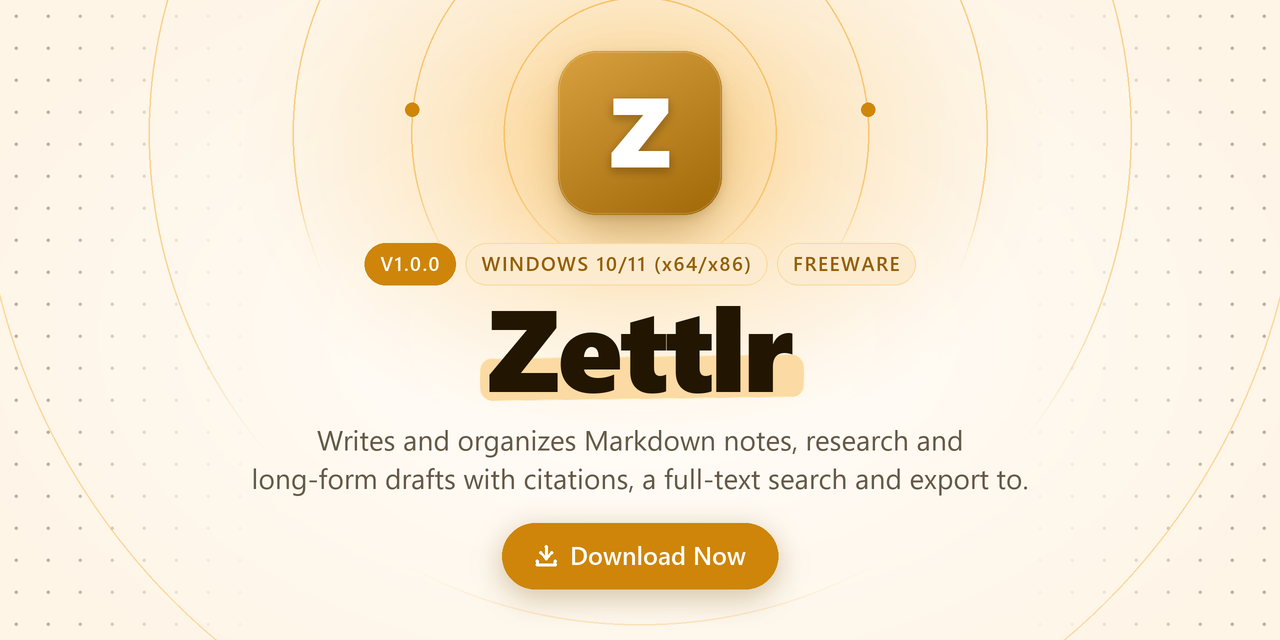 Z
V1.0.0 WINDOWS 10/11 (x64/x86) FREEWARE
Zettlr
Writes and organizes Markdown notes, research and
long-form drafts with citations, a full-text search and export to.
Download Now